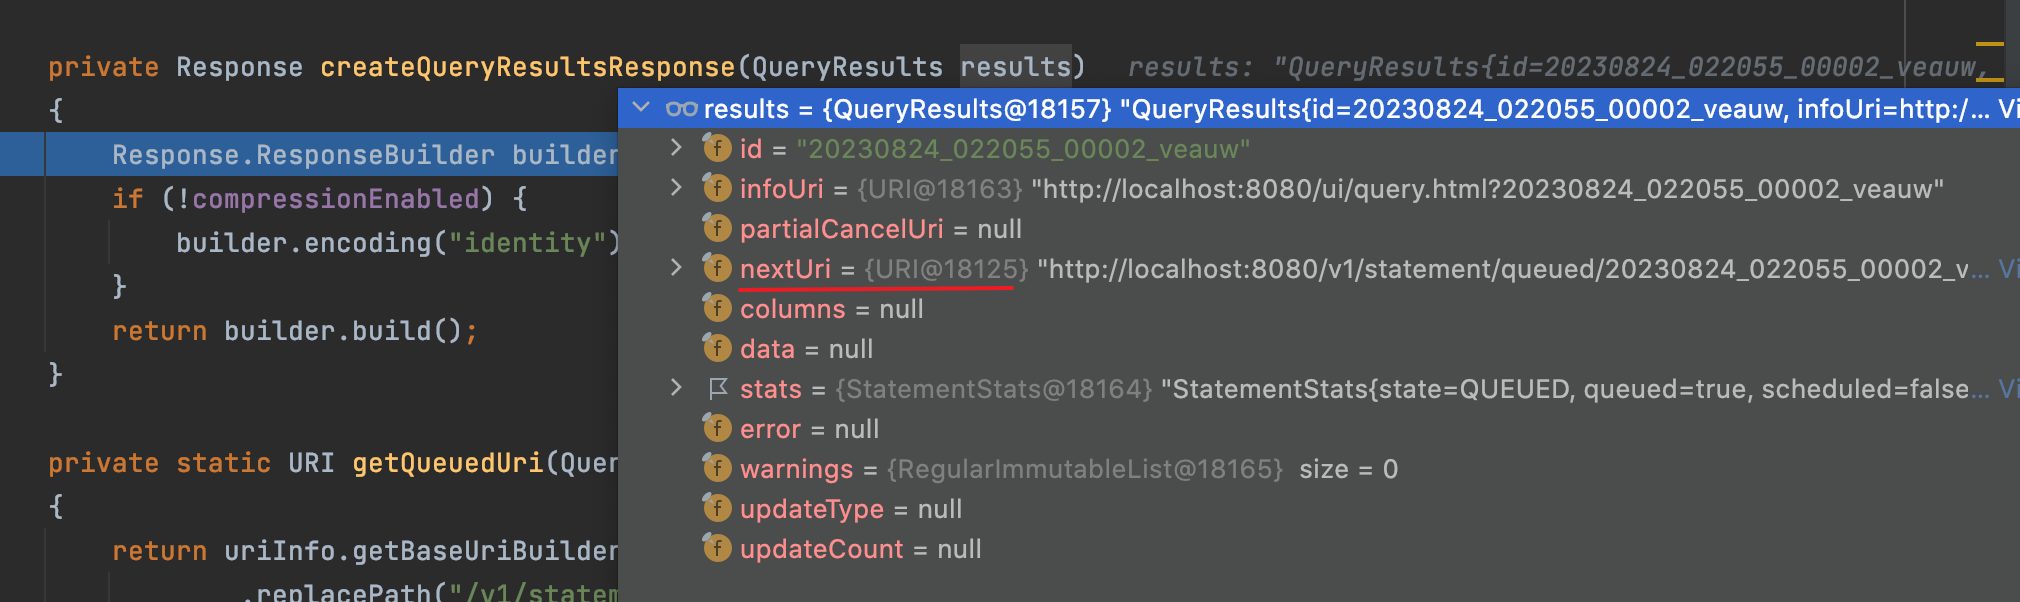 private Response createQueryResultsResponse(QueryResults results) results: "QueryResults{id=20230824_022055_00002_veauw,
{
results = {QueryResults@18157} "QueryResults{id=20230824_022055_00002_veauw, infoUri=http:/... Vi
Response.ResponseBuilder builder
id = "20230824_022055_00002_veauw"
if (!compressionEnabled) {
infoUri = {URI@18163} "http://localhost:8080/ui/query.html?20230824_022055_00002_veauw"
builder.encoding("identity")
partialCancelUri = null
nextUri = {URI@18125} "http://localhost:8080/v1/statement/queued/20230824_022055_00002_v... Vi
}
columns = null
return builder.build();
data = null
}
stats = {StatementStats@18164} "StatementStats{state=QUEUED, queued=true, scheduled=false... Vi
error = null
private static URI getQueuedUri(Quer
warnings = {RegularImmutableList@18165} size = 0
{
updateType = null
return uriInfo.getBaseUriBuilder
updateCount = null
.replacePath("/v1/statem